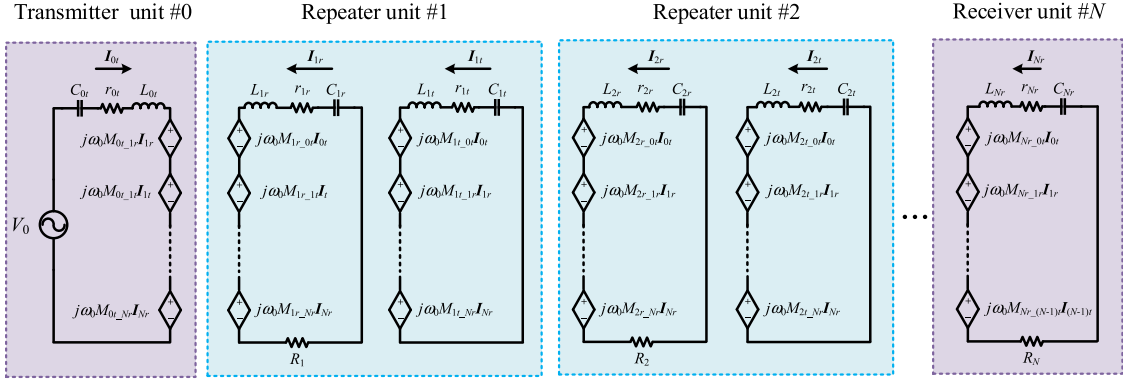 Transmitter unit #0
Repeater unit #1
Repeater unit #2
Receiver unit #N
I0t
C0t r0t L0t
jω0M0t_1rI1r
jω0M0t_1tI1t
V0
jω0M0t_NrINr
I1r
L1r r1r C1r
jω0M1r_0tI0t
jω0M1r_1tIt
jω0M1r_NrINr
R1
I1t
L1t r1t C1t
jω0M1t_0tI0t
jω0M1t_1rI1r
jω0M1t_NrINr
I2r
L2r r2r C2r
jω0M2r_0tI0t
jω0M2r_1rI1r
jω0M2r_NrINr
R2
I2t
L2t r2t C2t
jω0M2t_0tI0t
jω0M2t_1rI1r
jω0M2t_NrINr
...
INr
LNr rNr CNr
jω0MNr_0tI0t
jω0MNr_1rI1r
jω0MNr_(N-1)tI(N-1)t
RN